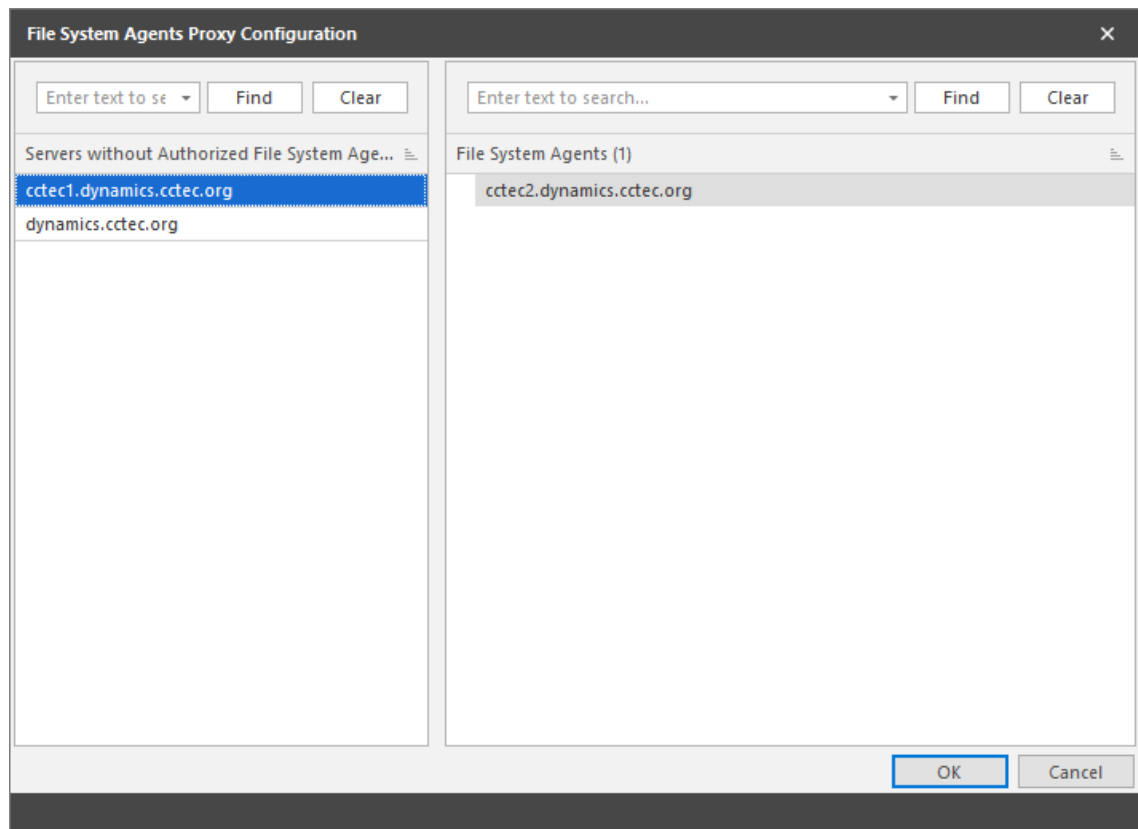 File System Agents Proxy Configuration
Enter text to se Find Clear
Servers without Authorized File System Age...
cctec1.dynamics.cctec.org
dynamics.cctec.org
Enter text to search... Find Clear
File System Agents (1)
cctec2.dynamics.cctec.org
OK Cancel